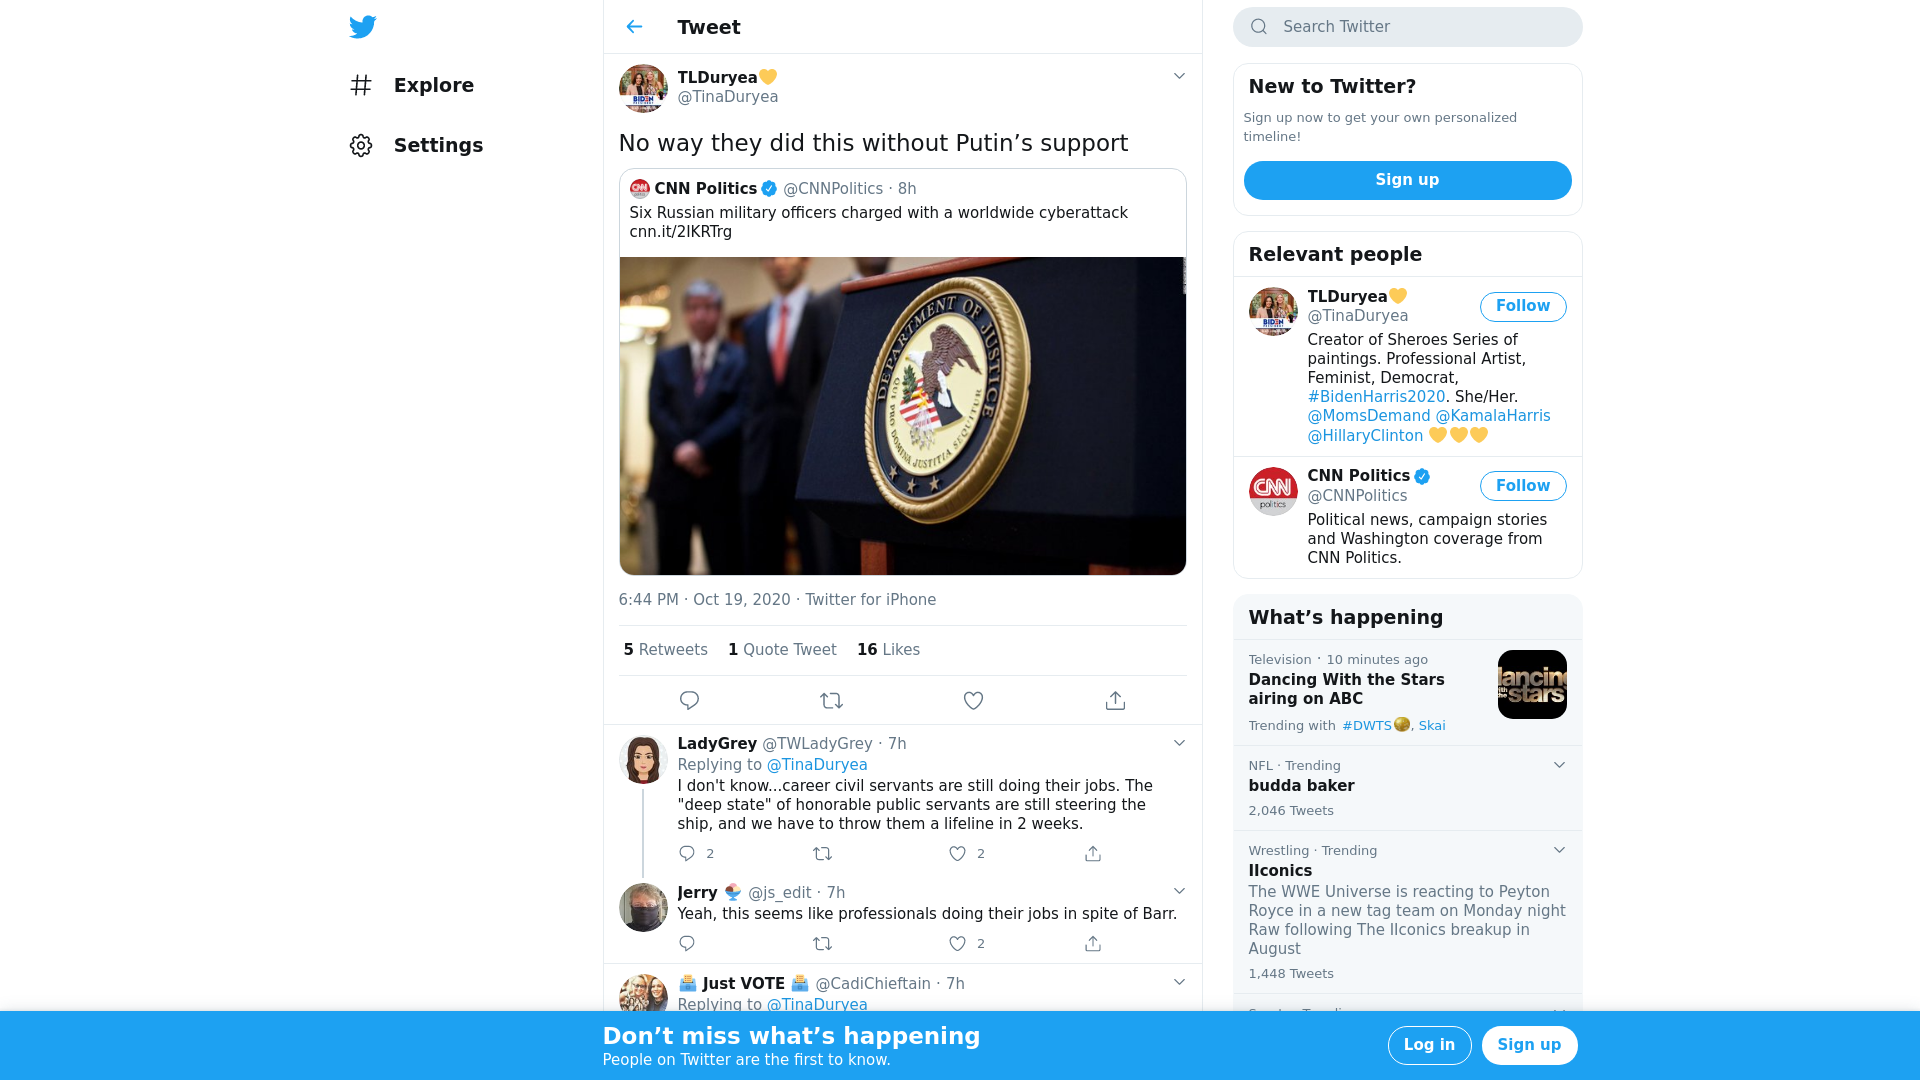 Explore
Settings
Tweet
TLDuryea
@TinaDuryea
No way they did this without Putin’s support
CNN Politics @CNNPolitics · 8h
Six Russian military officers charged with a worldwide cyberattack
cnn.it/2IKRTrg
DEPARTMENT OF JUSTICE
QUI PRO DOMINA JUSTITIA SEQUITUR
6:44 PM · Oct 19, 2020 · Twitter for iPhone
5 Retweets 1 Quote Tweet 16 Likes
LadyGrey @TWLadyGrey · 7h
Replying to @TinaDuryea
I don't know...career civil servants are still doing their jobs. The
"deep state" of honorable public servants are still steering the
ship, and we have to throw them a lifeline in 2 weeks.
2 2
Jerry @js_edit · 7h
Yeah, this seems like professionals doing their jobs in spite of Barr.
2
Just VOTE @CadiChieftain · 7h
Replying to @TinaDuryea
Search Twitter
New to Twitter?
Sign up now to get your own personalized
timeline!
Sign up
Relevant people
TLDuryea
@TinaDuryea
Follow
Creator of Sheroes Series of
paintings. Professional Artist,
Feminist, Democrat,
#BidenHarris2020. She/Her.
@MomsDemand @KamalaHarris
@HillaryClinton
BIDEN
CNN
politics
CNN Politics
@CNNPolitics
Follow
Political news, campaign stories
and Washington coverage from
CNN Politics.
What’s happening
Television · 10 minutes ago
Dancing With the Stars
airing on ABC
Trending with #DWTS, Skai
NFL · Trending
budda baker
2,046 Tweets
Wrestling · Trending
IIconics
The WWE Universe is reacting to Peyton
Royce in a new tag team on Monday night
Raw following The IIconics breakup in
August
1,448 Tweets
Don’t miss what’s happening
People on Twitter are the first to know.
Log in
Sign up